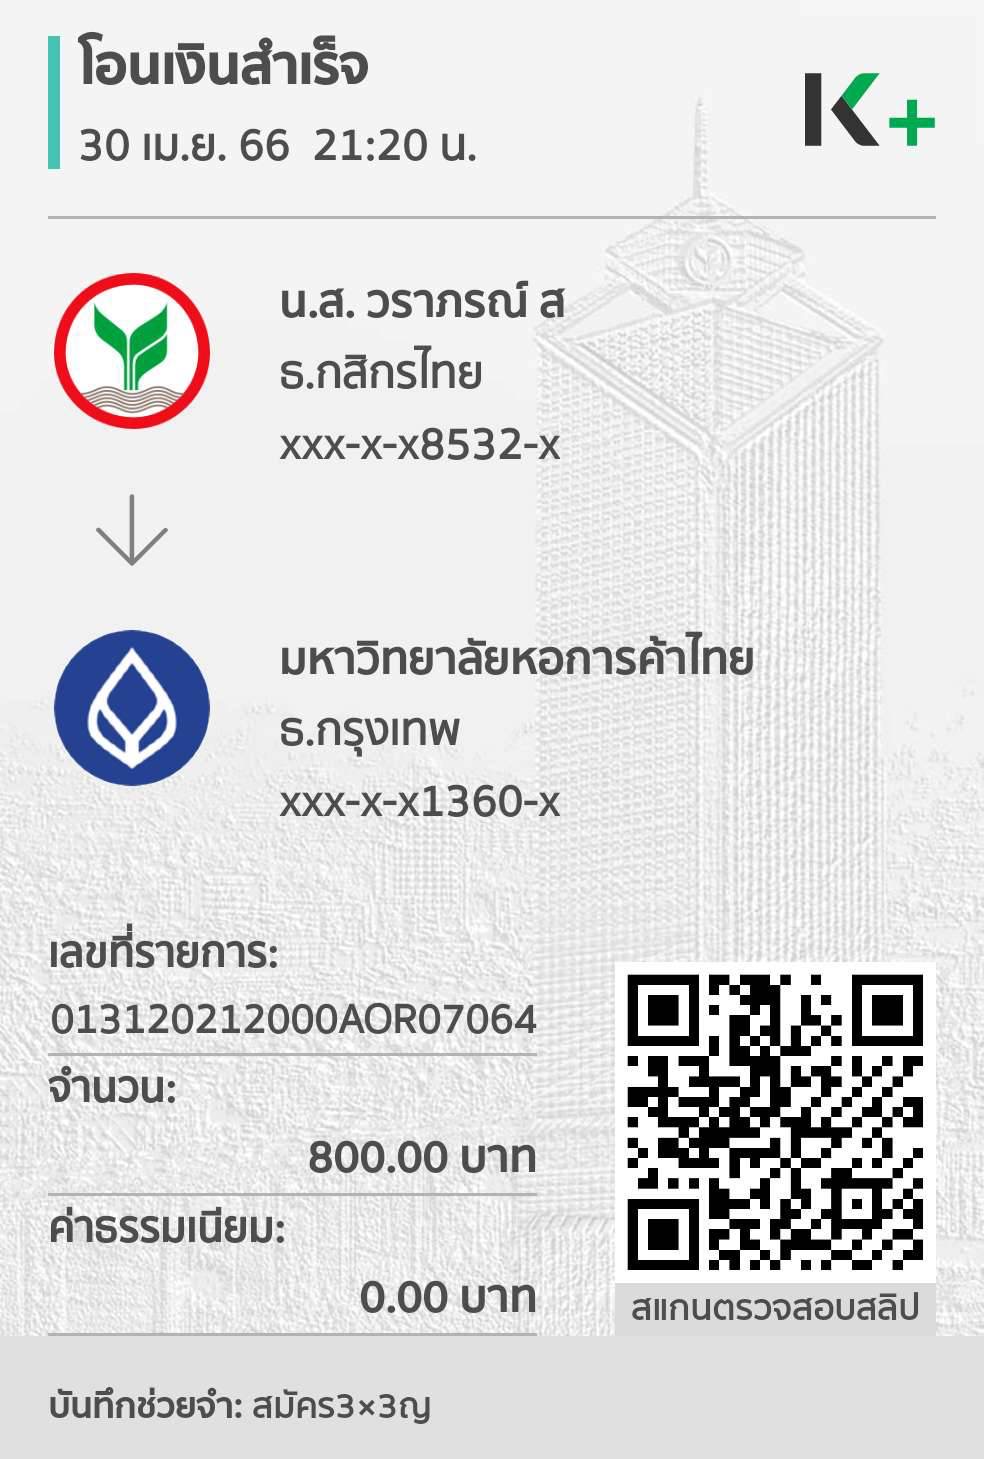 โอนเงินสำเร็จ
30 เม.ย. 66 21:20 น.
K+
น.ส. วราภรณ์ ส
ธ.กสิกรไทย
xxx-x-x8532-x
มหาวิทยาลัยหอการค้าไทย
ธ.กรุงเทพ
xxx-x-x1360-x
เลขที่รายการ:
013120212000AOR07064
จำนวน:
800.00 บาท
ค่าธรรมเนียม:
0.00 บาท
สแกนตรวจสอบสลิป
บันทึกช่วยจำ: สมัคร3×3ญ